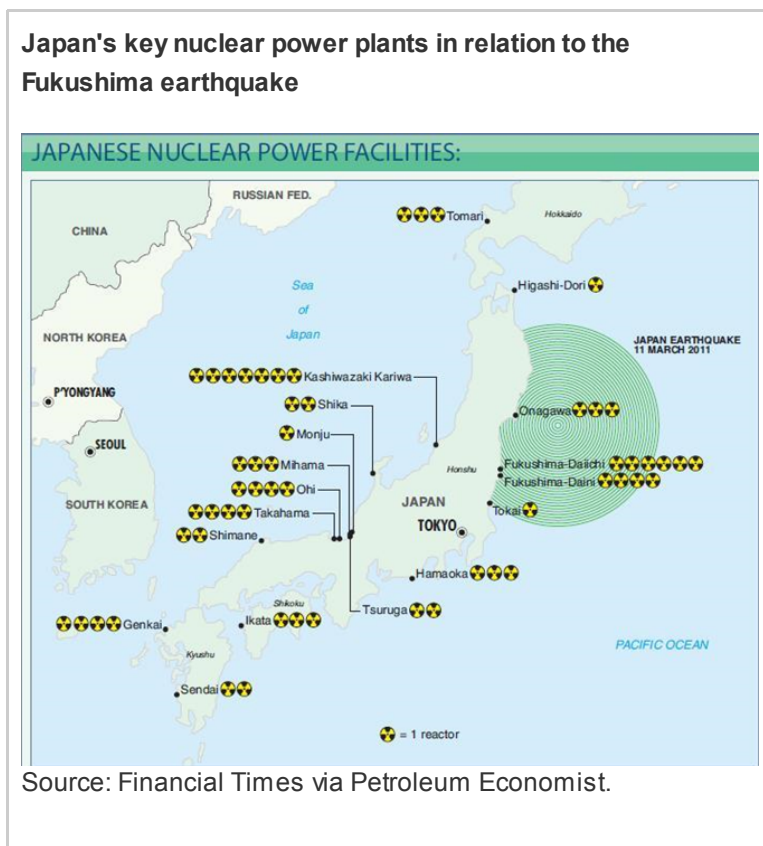 Japan's key nuclear power plants in relation to the
Fukushima earthquake
JAPANESE NUCLEAR POWER FACILITIES:
RUSSIAN FED.
CHINA
Tomari
Hokkaido
Higashi-Dori
Sea
of
Japan
NORTH KOREA
JAPAN EARTHQUAKE
11 MARCH 2011
Kashiwazaki Kariwa
P'YONGYANG
Shika
Onagawa
Monju
SEOUL
Mihama
Honshu
Fukushima-Daiichi
Fukushima-Daini
Ohi
SOUTH KOREA
JAPAN
Takahama
Tokai
TOKYO
Shimane
Hamaoka
Shikoku
Tsuruga
Genkai
Ikata
Kyushu
PACIFIC OCEAN
Sendai
= 1 reactor
Source: Financial Times via Petroleum Economist.